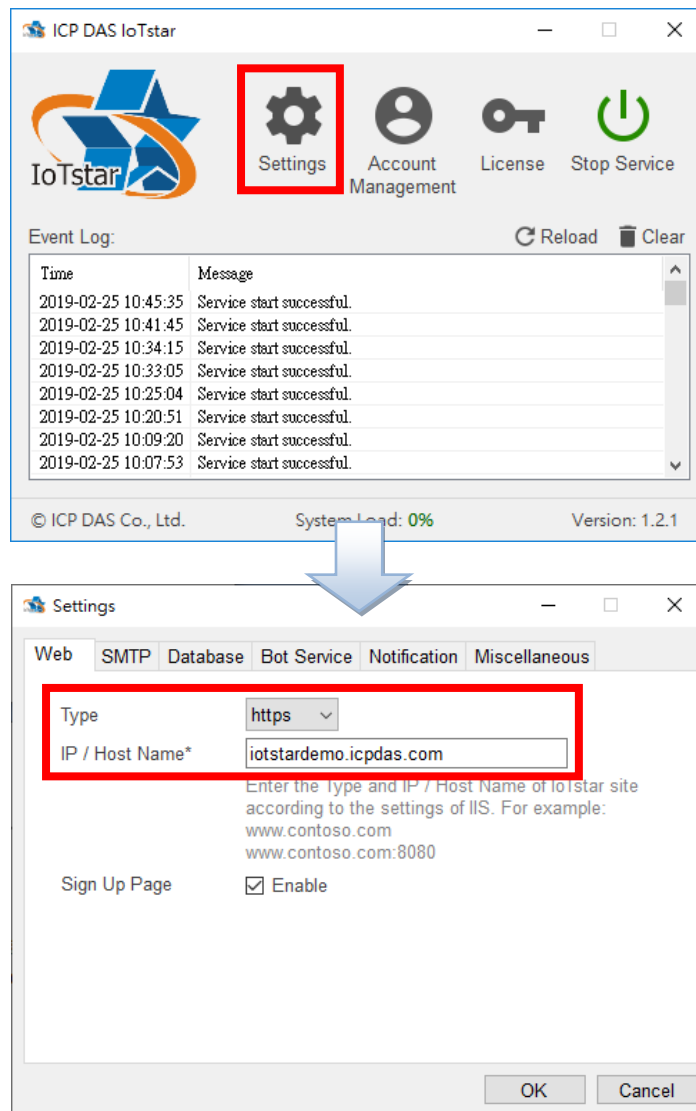 ICP DAS IoTstar
IoTstar
Settings
Account
Management
License
Stop Service
Event Log:
Reload
Clear
Time Message
2019-02-25 10:45:35 Service start successful.
2019-02-25 10:41:45 Service start successful.
2019-02-25 10:34:15 Service start successful.
2019-02-25 10:33:05 Service start successful.
2019-02-25 10:25:04 Service start successful.
2019-02-25 10:20:51 Service start successful.
2019-02-25 10:09:20 Service start successful.
2019-02-25 10:07:53 Service start successful.
© ICP DAS Co., Ltd. System Load: 0% Version: 1.2.1
Settings
Web SMTP Database Bot Service Notification Miscellaneous
Type https
IP / Host Name* iotstardemo.icpdas.com
Enter the Type and IP / Host Name of IoTstar site
according to the settings of IIS. For example:
www.contoso.com
www.contoso.com:8080
Sign Up Page Enable
OK Cancel